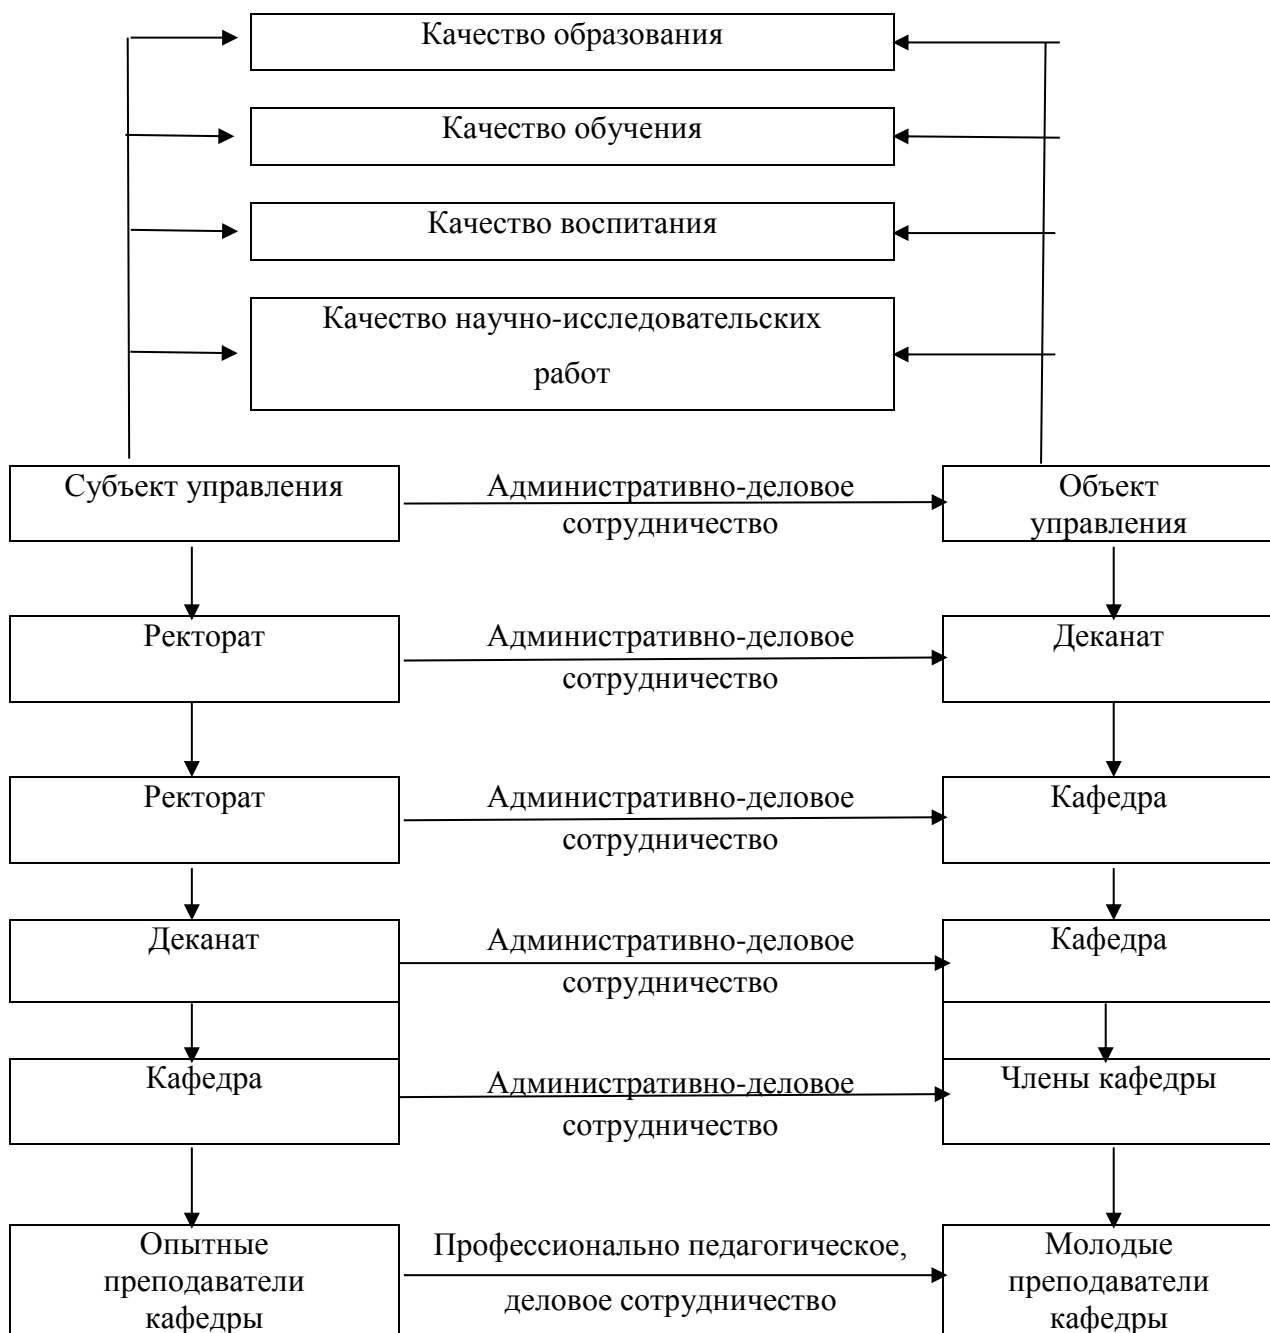 Качество образования
Качество обучения
Качество воспитания
Качество научно-исследовательских
работ
Субъект управления
Административно-деловое
сотрудничество
Объект
управления
Ректорат
Административно-деловое
сотрудничество
Деканат
Ректорат
Административно-деловое
сотрудничество
Кафедра
Деканат
Административно-деловое
сотрудничество
Кафедра
Кафедра
Административно-деловое
сотрудничество
Члены кафедры
Опытные
преподаватели
кафедры
Профессионально педагогическое,
деловое сотрудничество
Молодые
преподаватели
кафедры